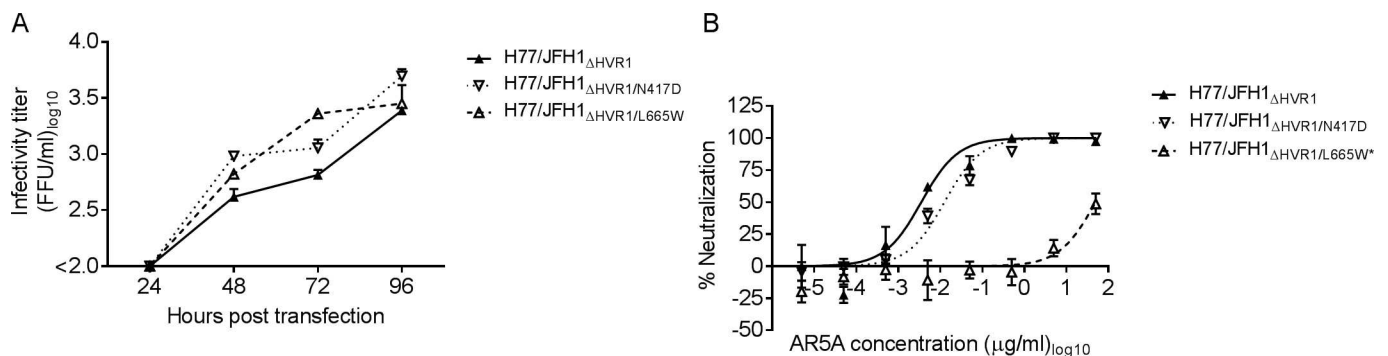 A
Infectivity titer
(FFU/ml)log10
4.0
3.5
3.0
2.5
<2.0
24 48 72 96
Hours post transfection
H77/JFH1ΔHVR1
H77/JFH1ΔHVR1/N417D
H77/JFH1ΔHVR1/L665W
B
% Neutralization
125
100
75
50
25
0
-25
-50
-5 -4 -3 -2 -1 0 1 2
AR5A concentration (μg/ml)log10
H77/JFH1ΔHVR1
H77/JFH1ΔHVR1/N417D
H77/JFH1ΔHVR1/L665W*